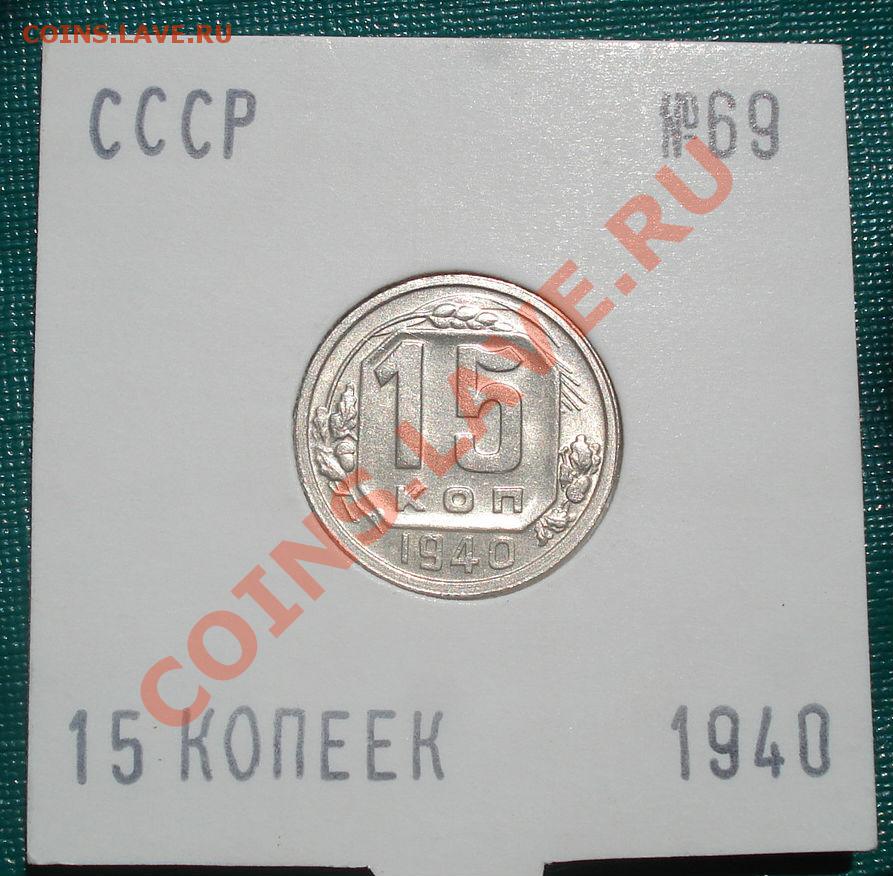 COINS.LAVE.RU
СССР №69
15
КОП
1940
COINS.LAVE.RU
15 КОПЕЕК 1940